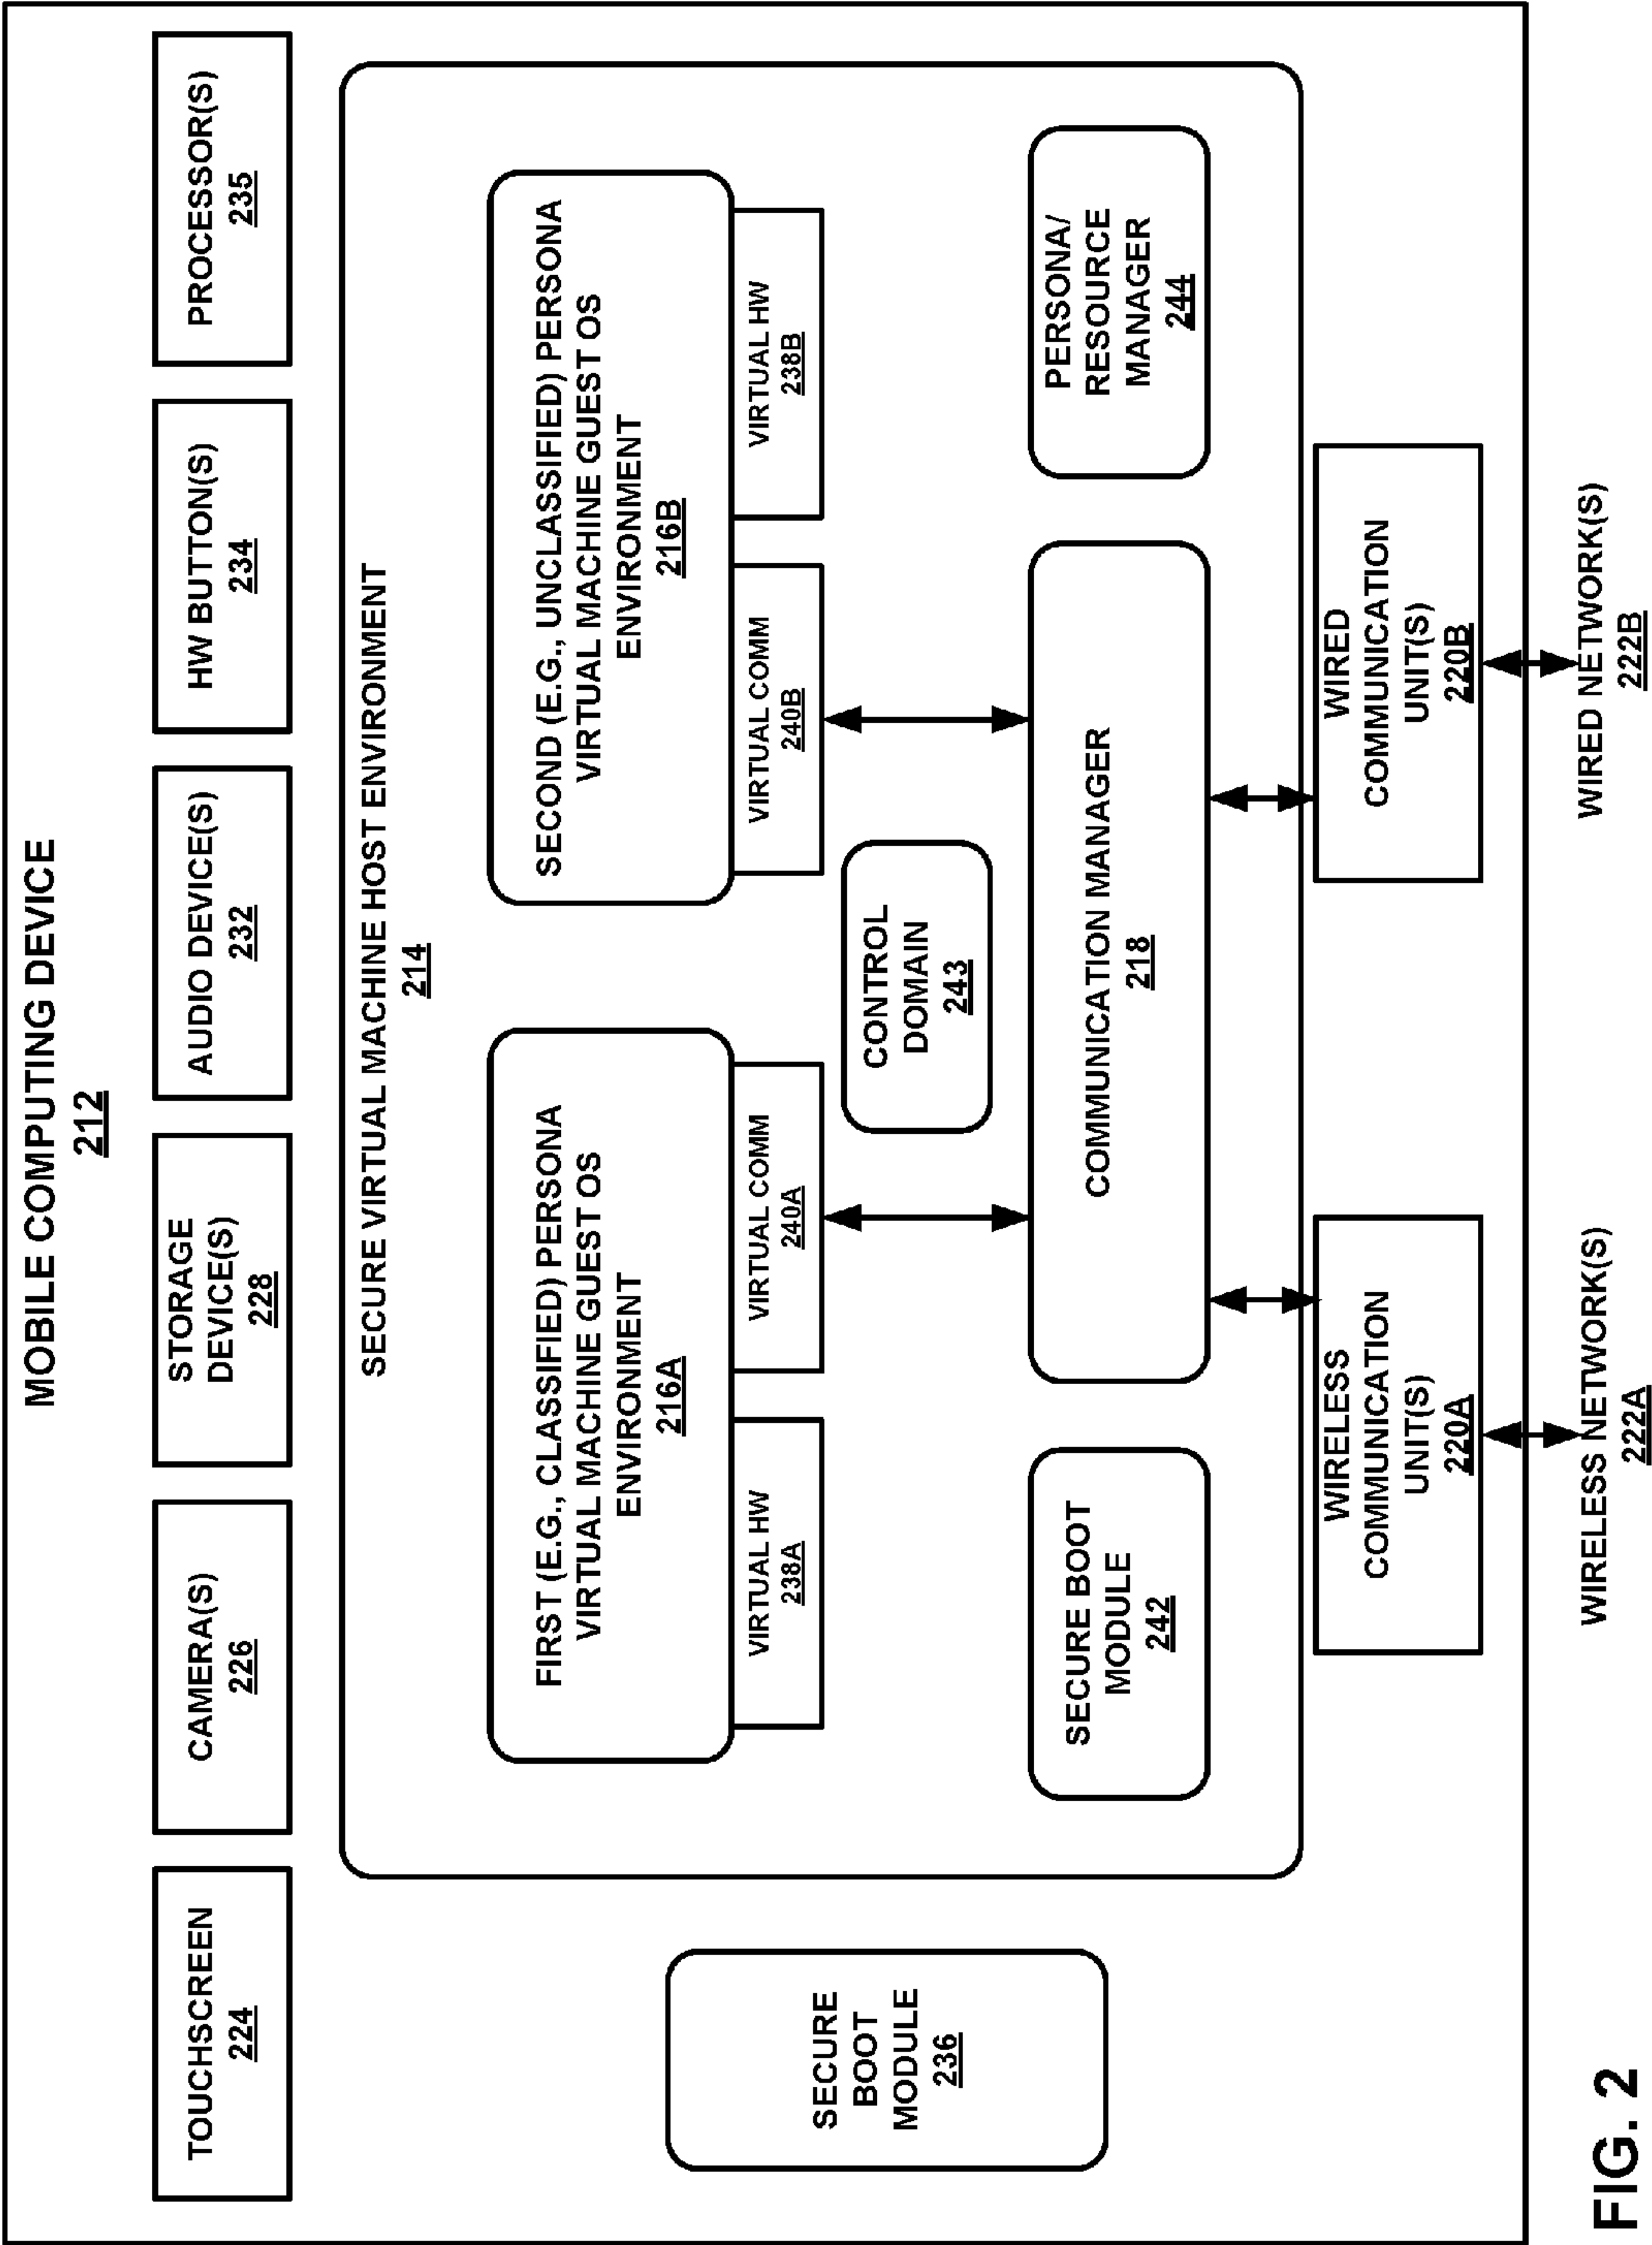 MOBILE COMPUTING DEVICE
212
TOUCHSCREEN
224
CAMERA(S)
226
STORAGE
DEVICE(S)
228
AUDIO DEVICE(S)
232
HW BUTTON(S)
234
PROCESSOR(S)
235
SECURE VIRTUAL MACHINE HOST ENVIRONMENT
214
FIRST (E.G., CLASSIFIED) PERSONA
VIRTUAL MACHINE GUEST OS
ENVIRONMENT
216A
VIRTUAL HW
238A
VIRTUAL COMM
240A
SECOND (E.G., UNCLASSIFIED) PERSONA
VIRTUAL MACHINE GUEST OS
ENVIRONMENT
216B
VIRTUAL COMM
240B
VIRTUAL HW
238B
CONTROL
DOMAIN
243
SECURE
BOOT
MODULE
236
SECURE BOOT
MODULE
242
COMMUNICATION MANAGER
218
PERSONA/
RESOURCE
MANAGER
244
WIRELESS
COMMUNICATION
UNIT(S)
220A
WIRED
COMMUNICATION
UNIT(S)
220B
WIRELESS NETWORK(S)
222A
WIRED NETWORK(S)
222B
FIG. 2